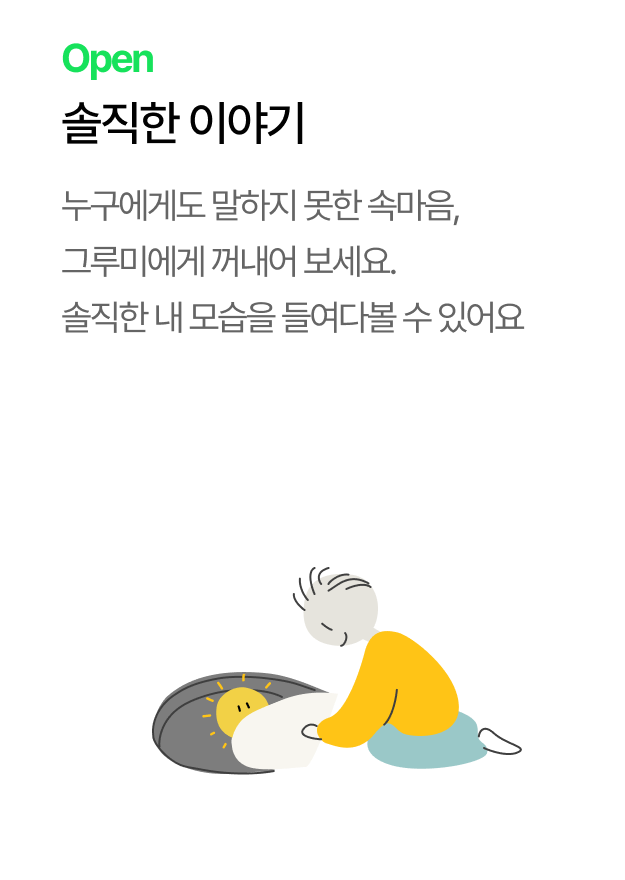 Open
솔직한 이야기
누구에게도 말하지 못한 속마음,
그루미에게 꺼내어 보세요.
솔직한 내 모습을 들여다볼 수 있어요